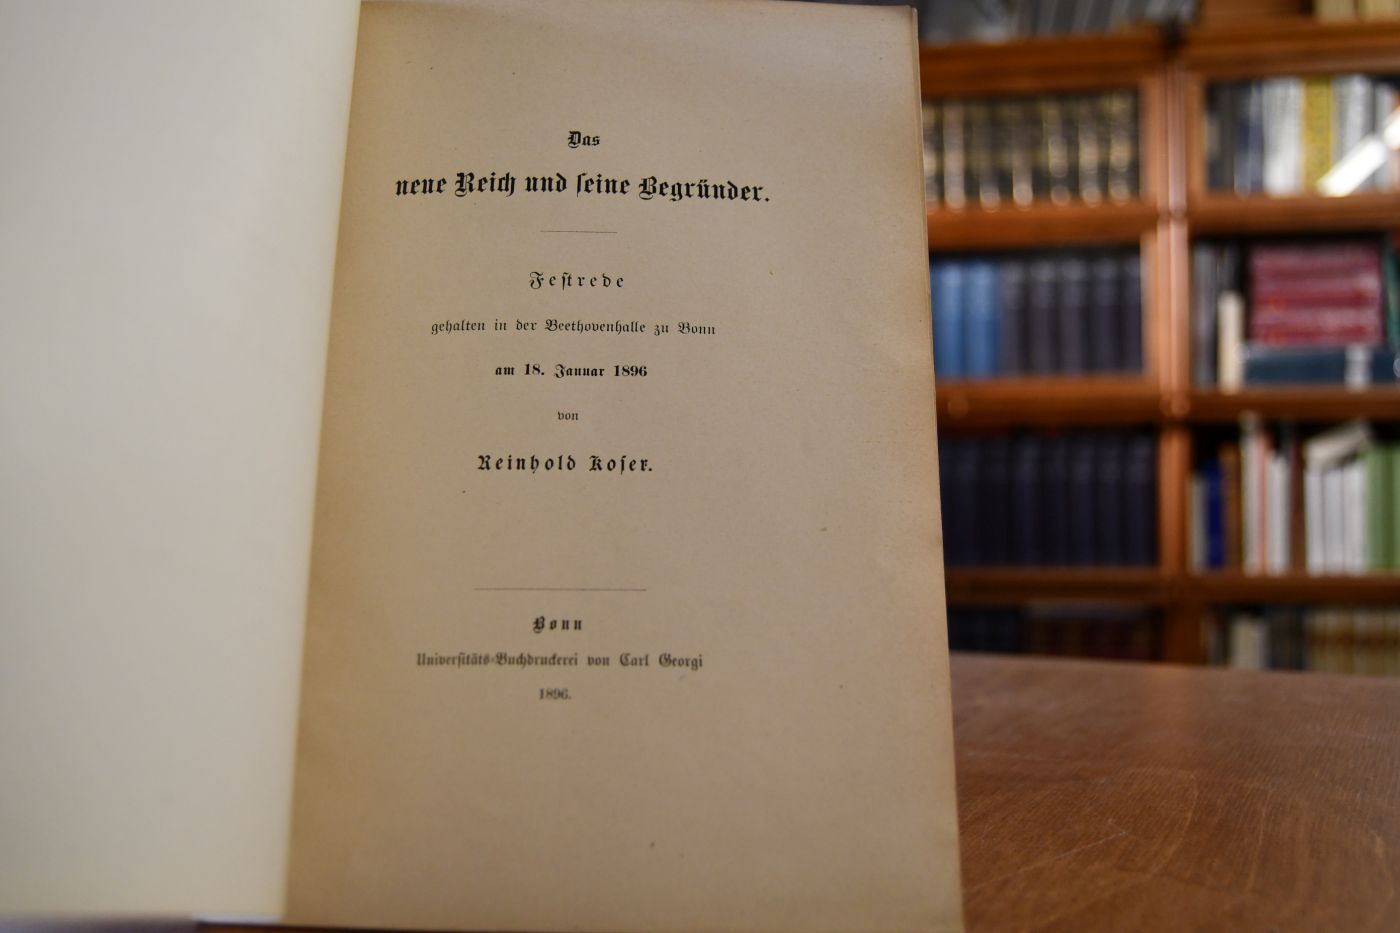 Das
neue Reich und ſeine Begründer.
Feſtrede
gehalten in der Beethovenhalle zu Bonn
am 18. Januar 1896
von
Reinhold Koſer.
Bonn
Univerſitäts-Buchdruckerei von Carl Georgi
1896.